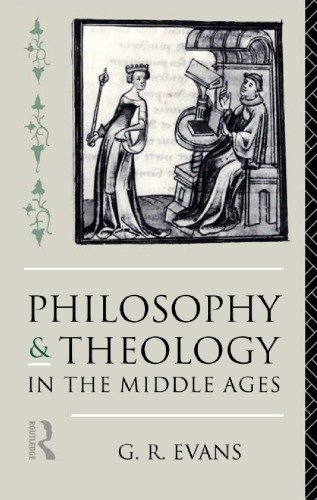 PHILOSOPHY
& THEOLOGY
IN THE MIDDLE AGES
G. R. EVANS
ROUTLEDGE